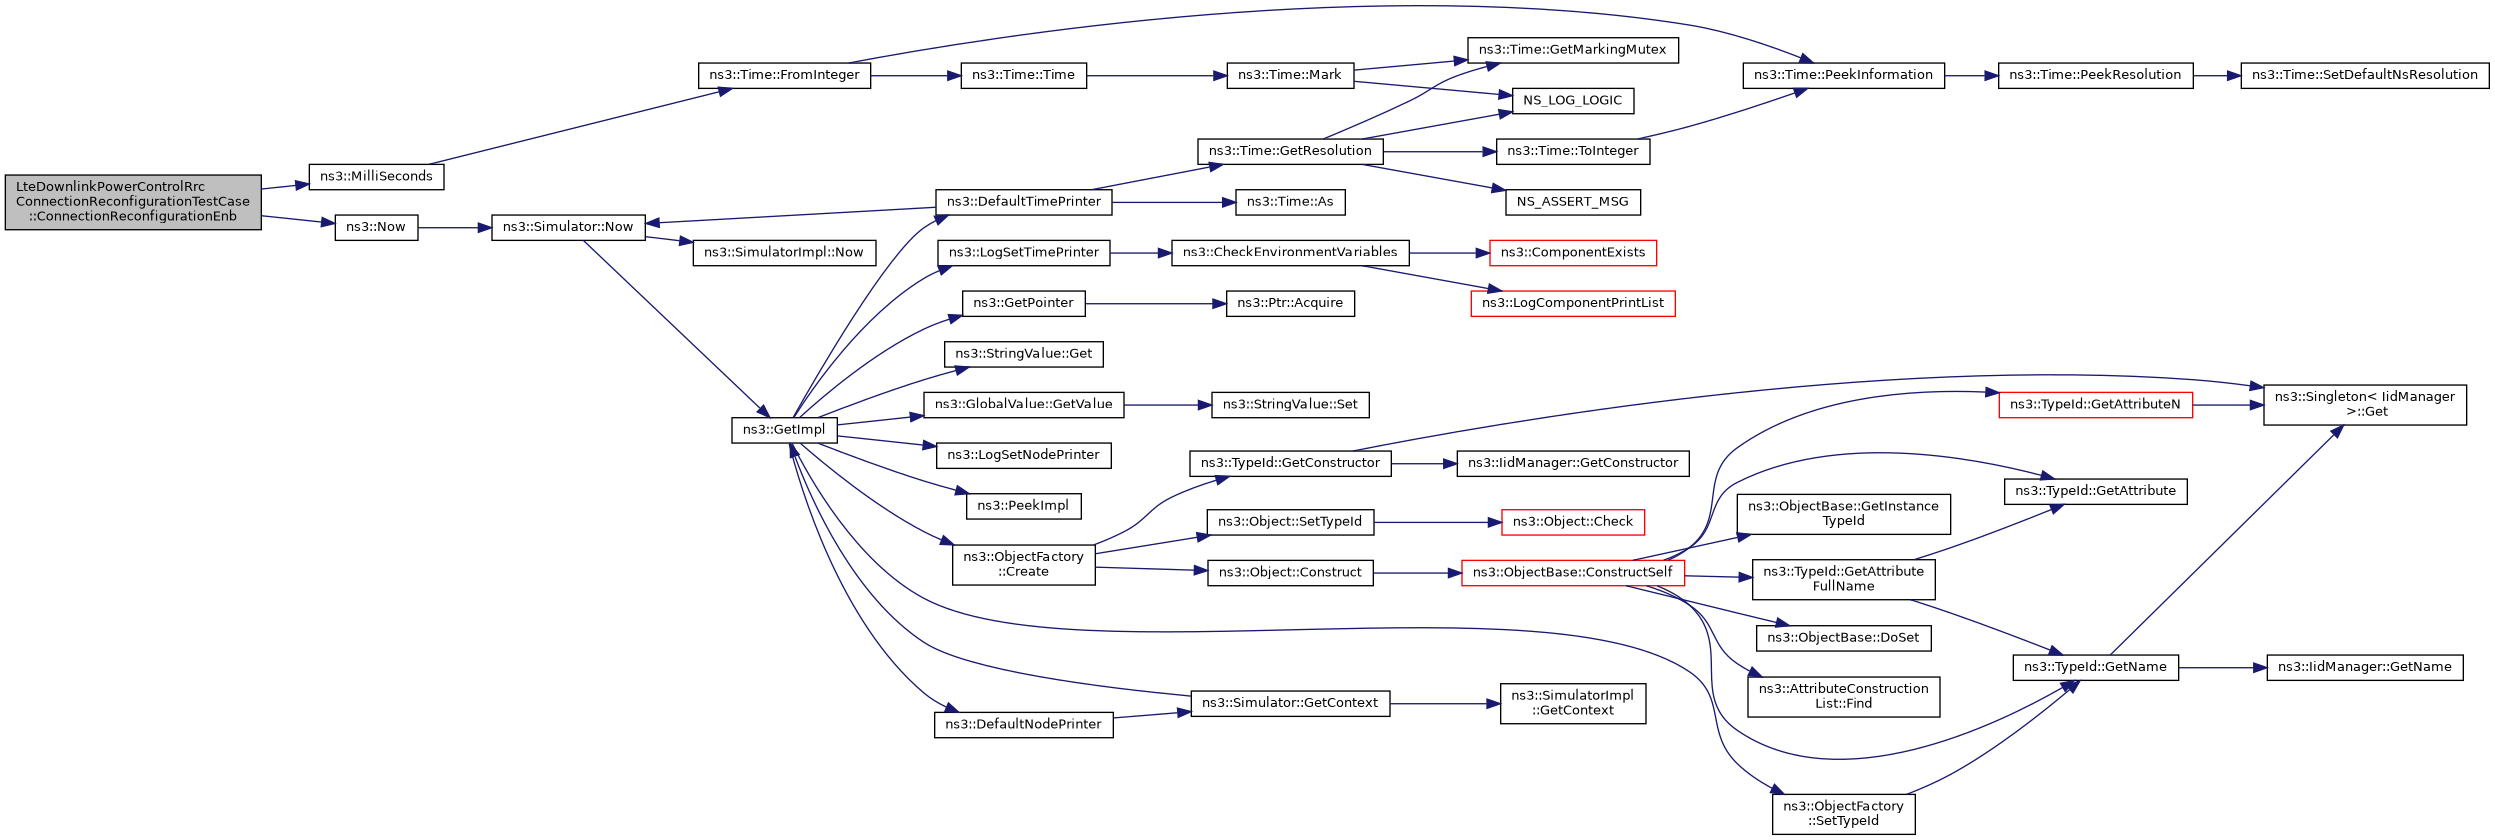 LteDownlinkPowerControlRrc
ConnectionReconfigurationTestCase
::ConnectionReconfigurationEnb
ns3::MilliSeconds
ns3::Now
ns3::Simulator::Now
ns3::Time::FromInteger
ns3::SimulatorImpl::Now
ns3::GetImpl
ns3::Time::Time
ns3::DefaultTimePrinter
ns3::LogSetTimePrinter
ns3::GetPointer
ns3::StringValue::Get
ns3::GlobalValue::GetValue
ns3::LogSetNodePrinter
ns3::PeekImpl
ns3::ObjectFactory
::Create
ns3::DefaultNodePrinter
ns3::Time::Mark
ns3::Time::GetResolution
ns3::Time::As
ns3::CheckEnvironmentVariables
ns3::Ptr::Acquire
ns3::StringValue::Set
ns3::TypeId::GetConstructor
ns3::Object::SetTypeId
ns3::Object::Construct
ns3::Simulator::GetContext
ns3::Time::GetMarkingMutex
NS_LOG_LOGIC
ns3::Time::ToInteger
NS_ASSERT_MSG
ns3::ComponentExists
ns3::LogComponentPrintList
ns3::IidManager::GetConstructor
ns3::Object::Check
ns3::ObjectBase::ConstructSelf
ns3::SimulatorImpl
::GetContext
ns3::Time::PeekInformation
ns3::ObjectBase::GetInstance
TypeId
ns3::TypeId::GetAttribute
FullName
ns3::ObjectBase::DoSet
ns3::AttributeConstruction
List::Find
ns3::ObjectFactory
::SetTypeId
ns3::Time::PeekResolution
ns3::TypeId::GetAttributeN
ns3::TypeId::GetAttribute
ns3::TypeId::GetName
ns3::Time::SetDefaultNsResolution
ns3::Singleton< IidManager
>::Get
ns3::IidManager::GetName